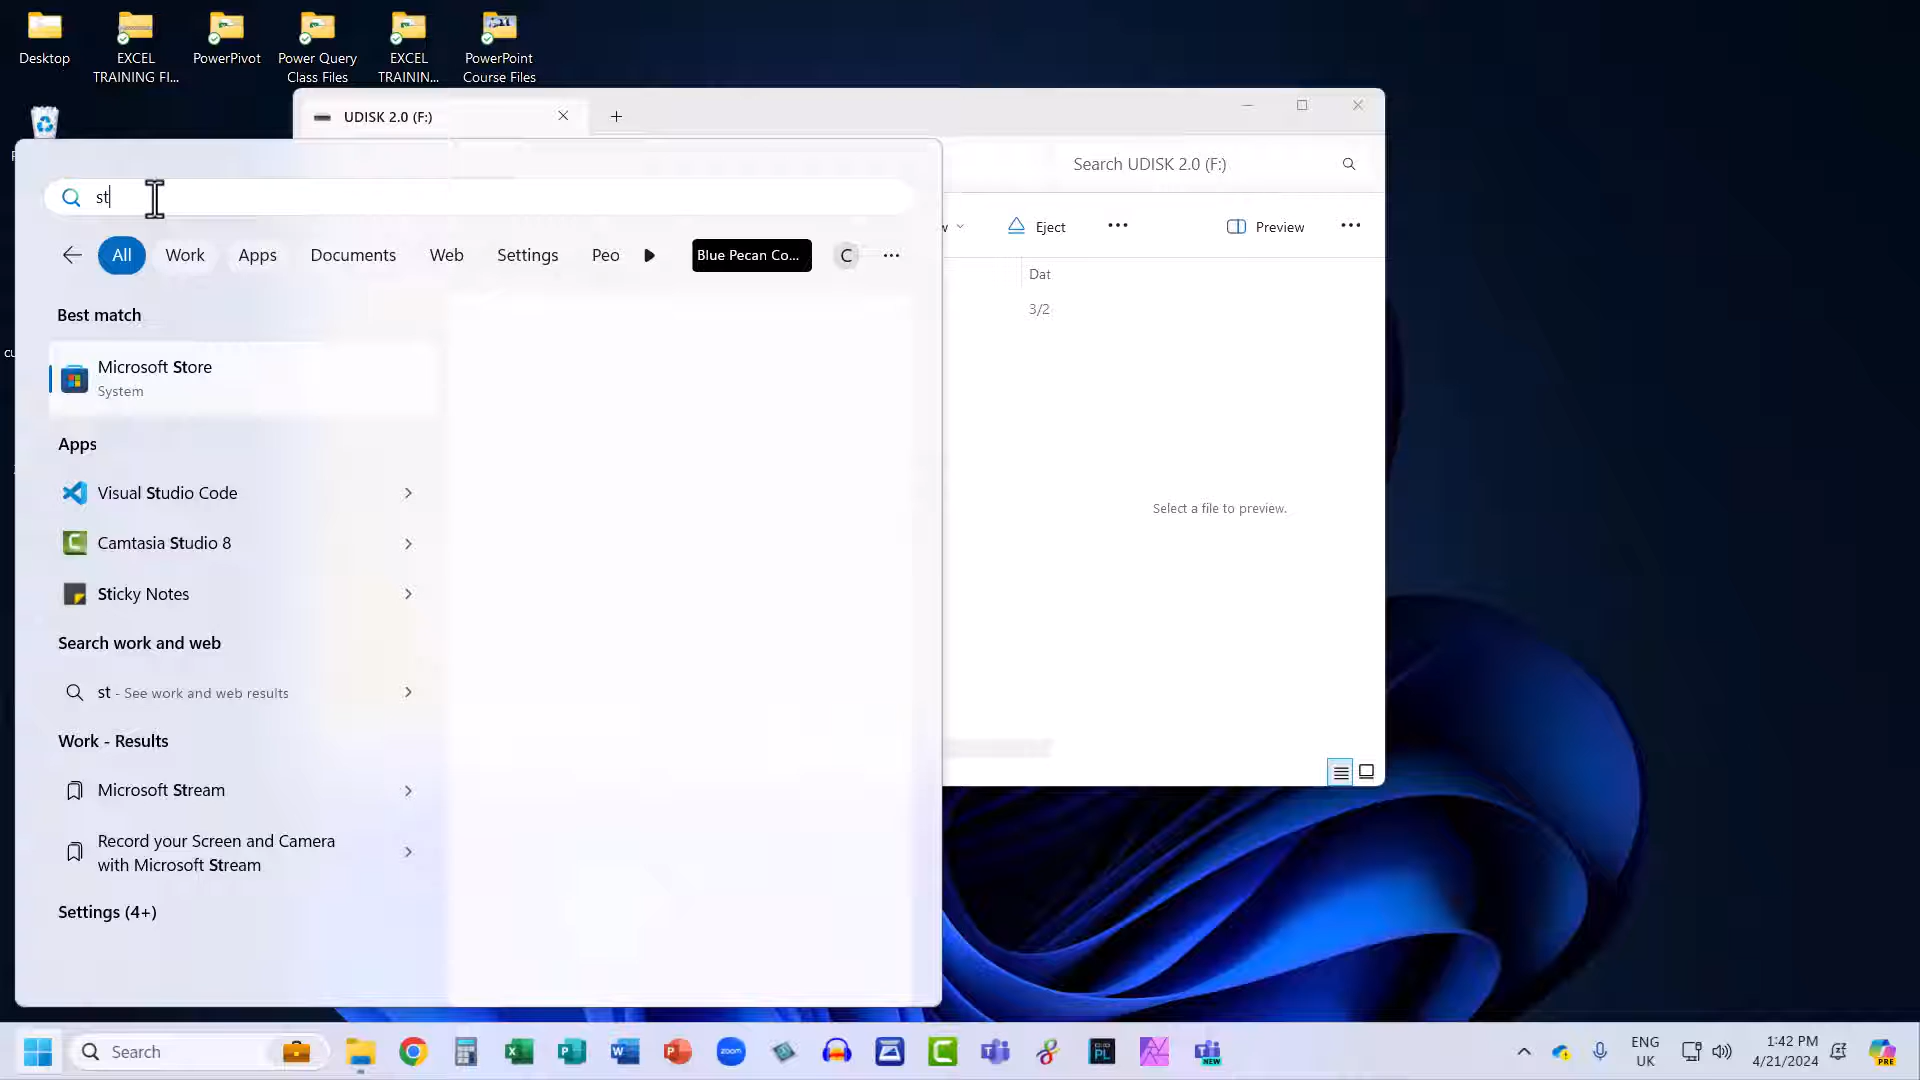 Desktop
EXCEL
TRAINING FI...
PowerPivot
Power Query
Class Files
EXCEL
TRAININ...
PowerPoint
Course Files
UDISK 2.0 (F:)
Search UDISK 2.0 (F:)
st
All
Work
Apps
Documents
Web
Settings
Peo
Blue Pecan Co...
C
Eject
Preview
Dat
3/2
Best match
Microsoft Store
System
Apps
Visual Studio Code
Camtasia Studio 8
Sticky Notes
Search work and web
st - See work and web results
Work - Results
Microsoft Stream
Record your Screen and Camera
with Microsoft Stream
Settings (4+)
Select a file to preview.
Search
zoom
PL
NEW
ENG
UK
1:42 PM
4/21/2024
PRE